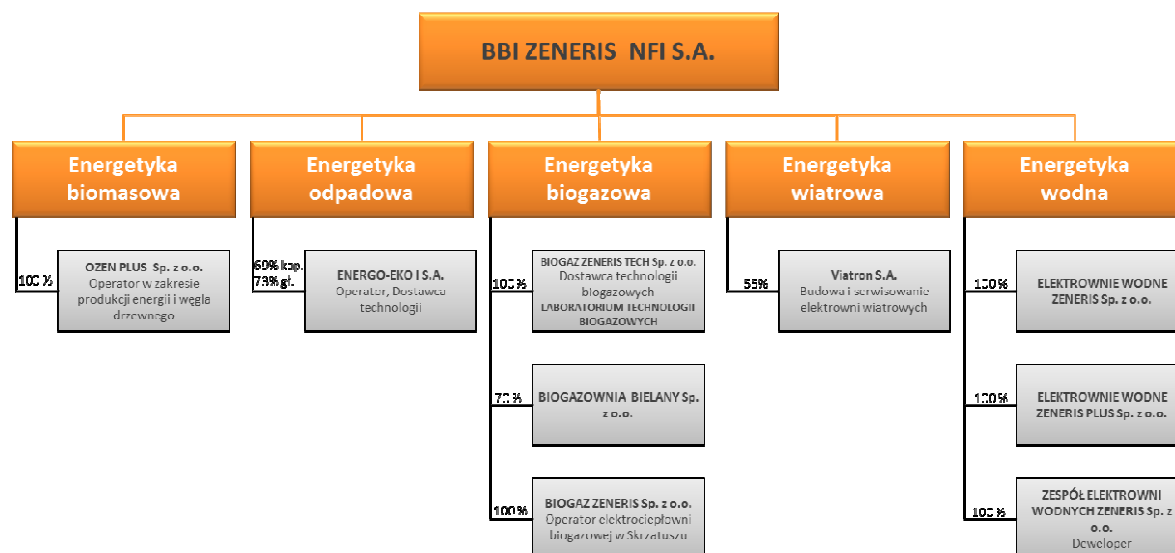 BBI ZENERIS NFI S.A.
Energetyka
biomasowa
Energetyka
odpadowa
Energetyka
biogazowa
Energetyka
wiatrowa
Energetyka
wodna
100 %
OZEN PLUS Sp. z o.o.
Operator w zakresie
produkcji energii i węgla
drzewnego
69% kap.
73% gł.
ENERGO-EKO I S.A.
Operator, Dostawca
technologii
100 %
BIOGAZ ZENERIS TECH Sp. z o.o.
Dostawca technologii
biogazowych
LABORATORIUM TECHNOLOGII
BIOGAZOWYCH
70 %
BIOGAZOWNIA BIELANY Sp.
z o.o.
100 %
BIOGAZ ZENERIS Sp. z o.o.
Operator elektrociepłowni
biogazowej w Skrzatuszu
55%
Viatron S.A.
Budowa i serwisowanie
elektrowni wiatrowych
100%
ELEKTROWNIE WODNE
ZENERIS Sp. z o.o.
100%
ELEKTROWNIE WODNE
ZENERIS PLUS Sp. z o.o.
100%
ZESPÓŁ ELEKTROWNI
WODNYCH ZENERIS Sp. z
o.o.
Deweloper